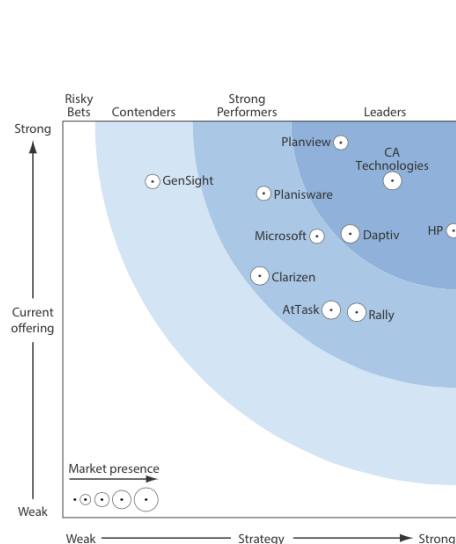 Risky
Bets
Contenders
Strong
Performers
Leaders
Strong
Planview
CA
Technologies
GenSight
Planisware
Microsoft
Daptiv
HP
Clarizen
AtTask
Rally
Current
offering
Market presence
Weak
Weak
Strategy
Strong